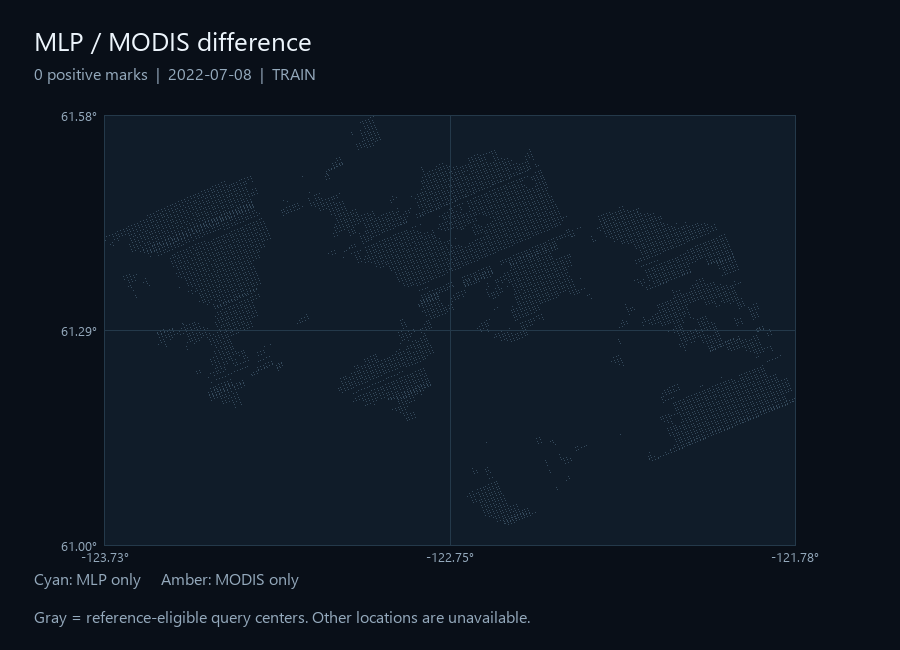 MLP / MODIS difference
0 positive marks | 2022-07-08 | TRAIN
61.58°
61.29°
61.00°
-123.73° -122.75° -121.78°
Cyan: MLP only Amber: MODIS only
Gray = reference-eligible query centers. Other locations are unavailable.